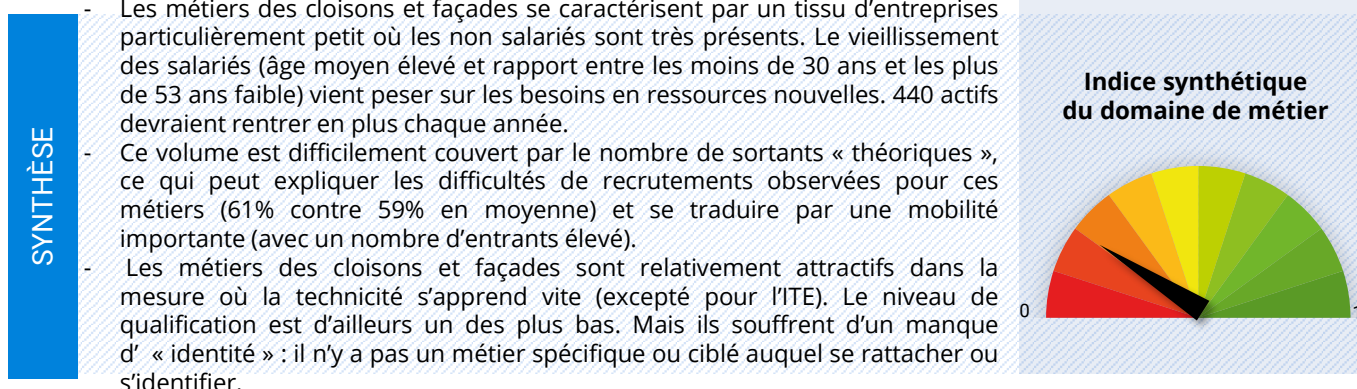 - Les métiers des cloisons et façades se caractérisent par un tissu d'entreprises
particulièrement petit où les non salariés sont très présents. Le vieillissement
des salariés (âge moyen élevé et rapport entre les moins de 30 ans et les plus
de 53 ans faible) vient peser sur les besoins en ressources nouvelles. 440 actifs
devraient rentrer en plus chaque année.
- Ce volume est difficilement couvert par le nombre de sortants « théoriques »,
ce qui peut expliquer les difficultés de recrutements observées pour ces
métiers (61% contre 59% en moyenne) et se traduire par une mobilité
importante (avec un nombre d'entrants élevé).
- Les métiers des cloisons et façades sont relativement attractifs dans la
mesure où la technicité s'apprend vite (excepté pour l'ITE). Le niveau de
qualification est d'ailleurs un des plus bas. Mais ils souffrent d'un manque
d' « identité » : il n'y a pas un métier spécifique ou ciblé auquel se rattacher ou
s'identifier.
SYNTHÈSE
Indice synthétique
du domaine de métier
0